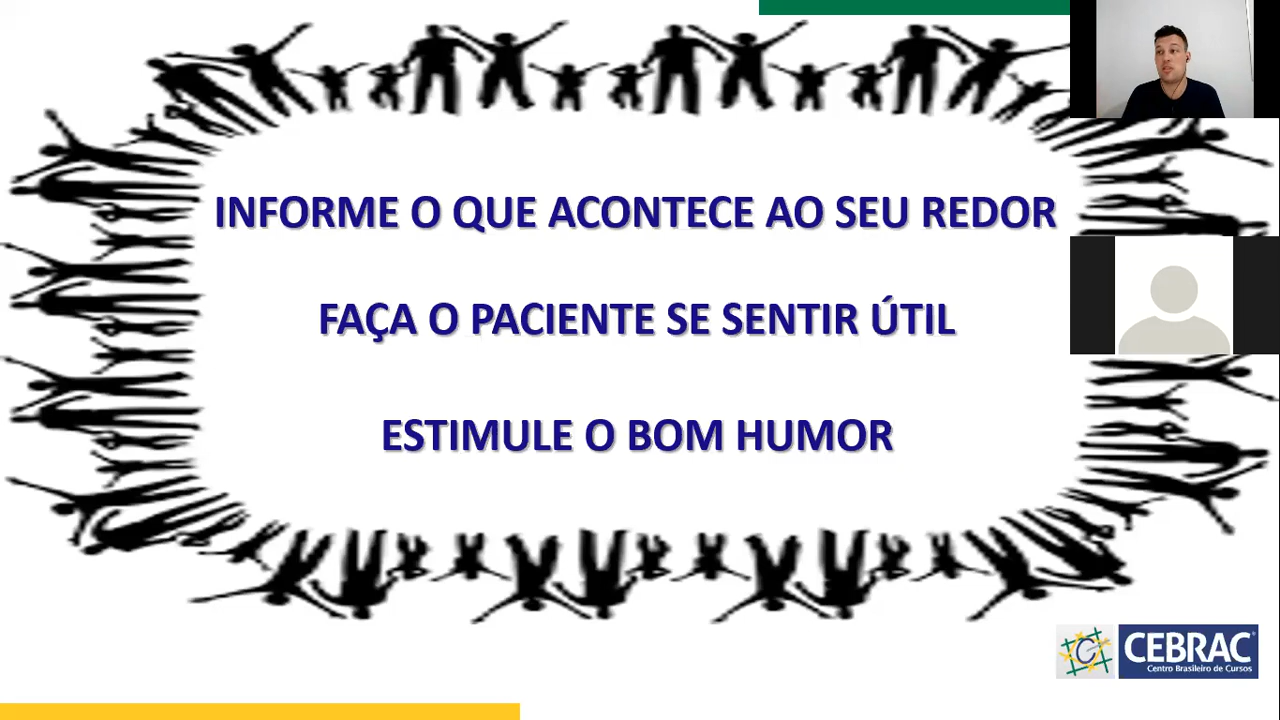 INFORME O QUE ACONTECE AO SEU REDOR
FAÇA O PACIENTE SE SENTIR ÚTIL
ESTIMULE O BOM HUMOR
CEBRAC
Centro Brasileiro de Cursos